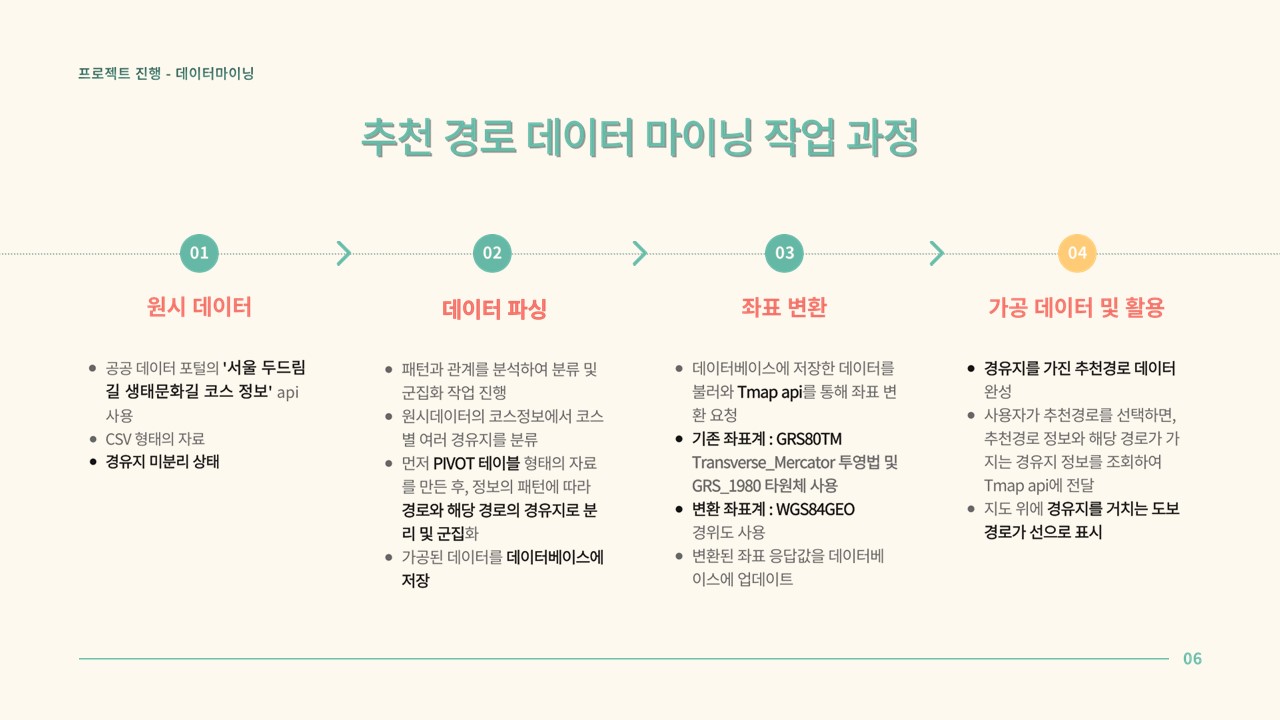 프로젝트 진행 - 데이터마이닝
추천 경로 데이터 마이닝 작업 과정
01
원시 데이터
● 공공 데이터 포털의 '서울 두드림
길 생태문화길 코스 정보' api
사용
● CSV 형태의 자료
● 경유지 미분리 상태
02
데이터 파싱
● 패턴과 관계를 분석하여 분류 및
군집화 작업 진행
● 원시데이터의 코스정보에서 코스
별 여러 경유지를 분류
● 먼저 PIVOT 테이블 형태의 자료
를 만든 후, 정보의 패턴에 따라
경로와 해당 경로의 경유지로 분
리 및 군집화
● 가공된 데이터를 데이터베이스에
저장
03
좌표 변환
● 데이터베이스에 저장한 데이터를
불러와 Tmap api를 통해 좌표 변
환 요청
● 기존 좌표계 : GRS80TM
Transverse_Mercator 투영법 및
GRS_1980 타원체 사용
● 변환 좌표계 : WGS84GEO
경위도 사용
● 변환된 좌표 응답값을 데이터베
이스에 업데이트
04
가공 데이터 및 활용
● 경유지를 가진 추천경로 데이터
완성
● 사용자가 추천경로를 선택하면,
추천경로 정보와 해당 경로가 가
지는 경유지 정보를 조회하여
Tmap api에 전달
● 지도 위에 경유지를 거치는 도보
경로가 선으로 표시
06